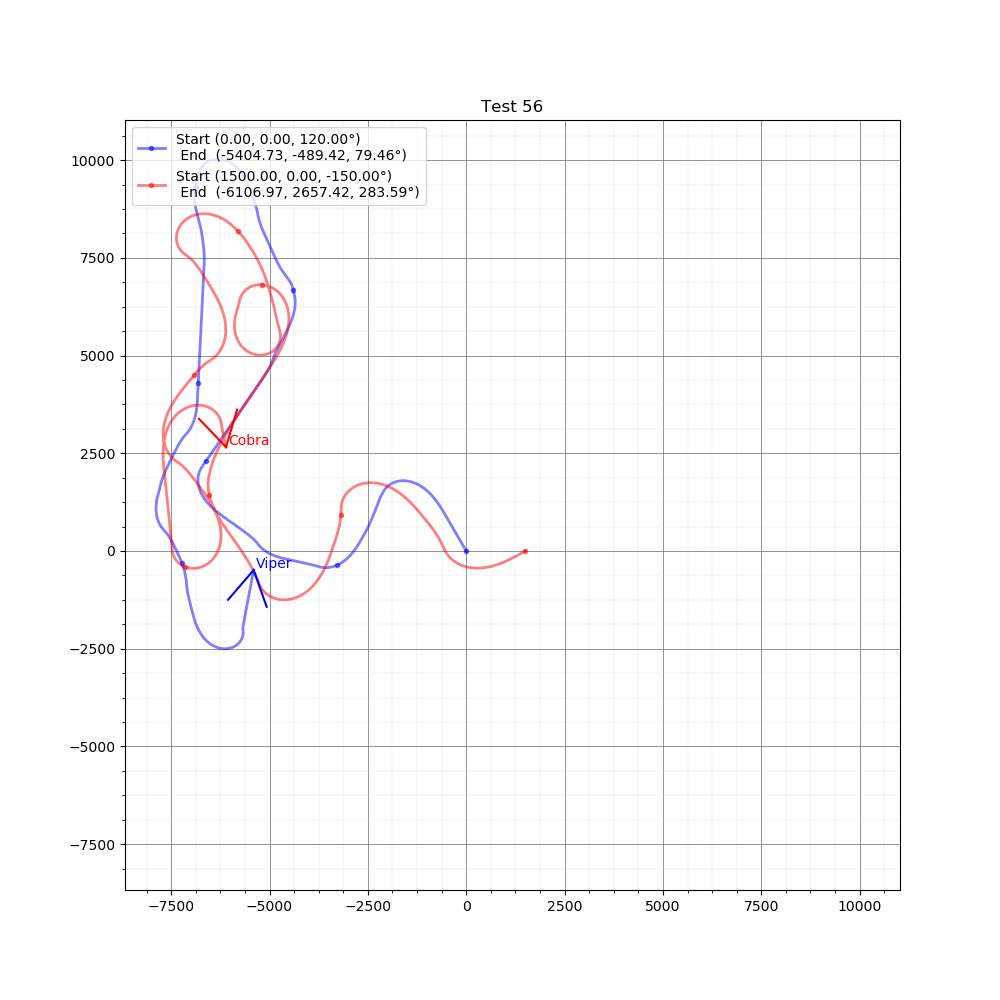 Test 56
Start (0.00, 0.00, 120.00°)
End (-5404.73, -489.42, 79.46°)
Start (1500.00, 0.00, -150.00°)
End (-6106.97, 2657.42, 283.59°)
10000
7500
5000
2500
0
−2500
−5000
−7500
Cobra
Viper
−7500 −5000 −2500 0 2500 5000 7500 10000